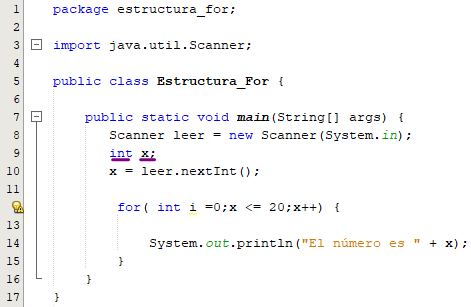 1 package estructura_for;
2
3 import java.util.Scanner;
4
5 public class Estructura_For {
6
7 public static void main(String[] args) {
8 Scanner leer = new Scanner(System.in);
9 int x;
10 x = leer.nextInt();
11
for( int i =0;x <= 20;x++) {
13
14 System.out.println("El número es " + x);
15 }
16 }
17 }